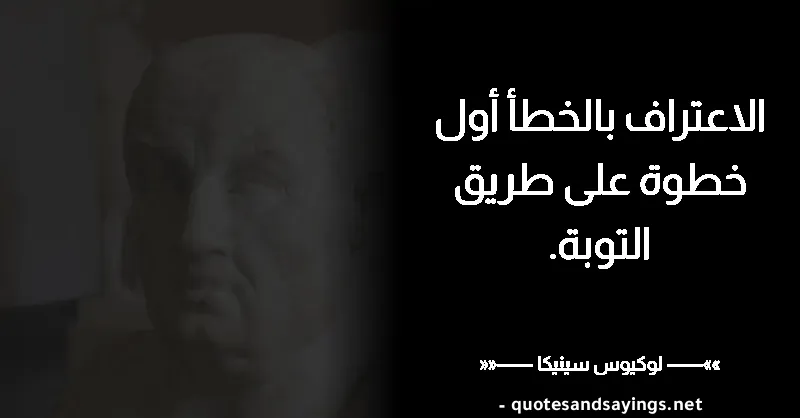 الاعتراف بالخطأ أول
خطوة على طريق
التوبة.
»»—— لوكيوس سينيكا ——««
- quotesandsayings.net